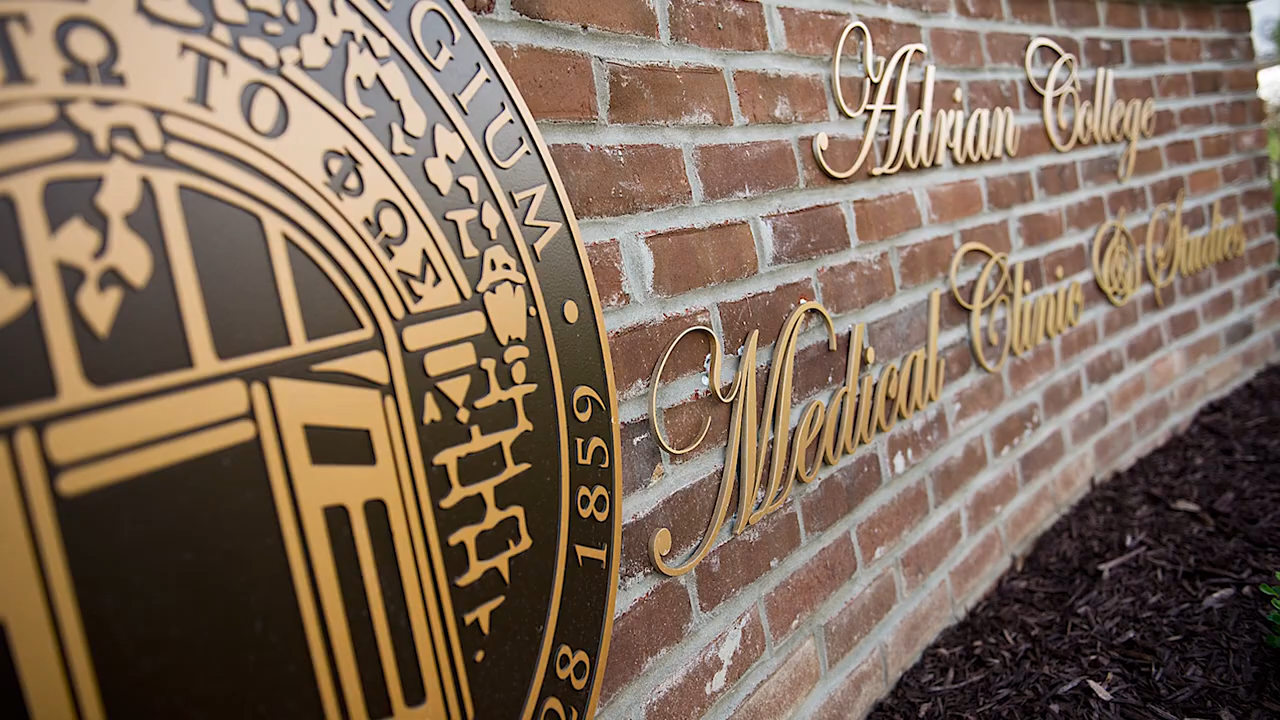 GIUM • 1859
28
ΤΩ ΤΟ ΦΩΣ
Adrian College
Medical Clinic & Studies